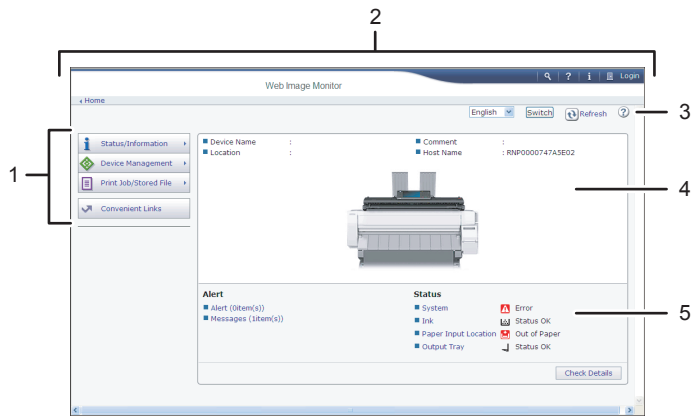 2
Web Image Monitor
? i Login
Home
English Switch Refresh ?
3
1
Status/Information
Device Management
Print Job/Stored File
Convenient Links
Device Name :
Location :
Comment :
Host Name : RNP0000747A5E02
4
Alert
Alert (0item(s))
Messages (1item(s))
Status
System Error
Ink Status OK
Paper Input Location Out of Paper
Output Tray Status OK
5
Check Details